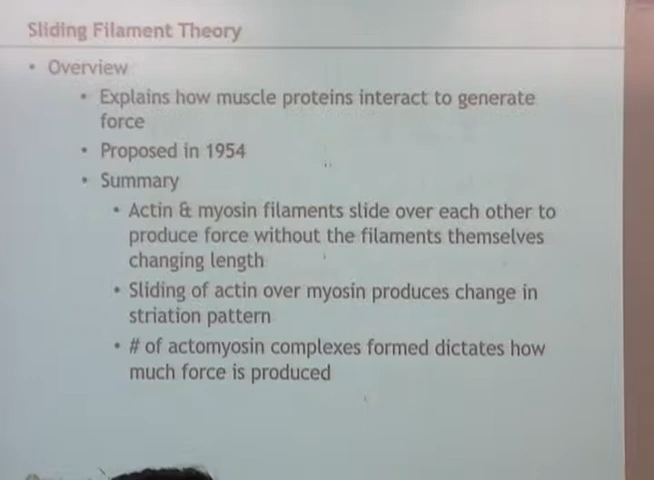 Sliding Filament Theory
• Overview
• Explains how muscle proteins interact to generate
force
• Proposed in 1954
• Summary
• Actin & myosin filaments slide over each other to
produce force without the filaments themselves
changing length
• Sliding of actin over myosin produces change in
striation pattern
• # of actomyosin complexes formed dictates how
much force is produced